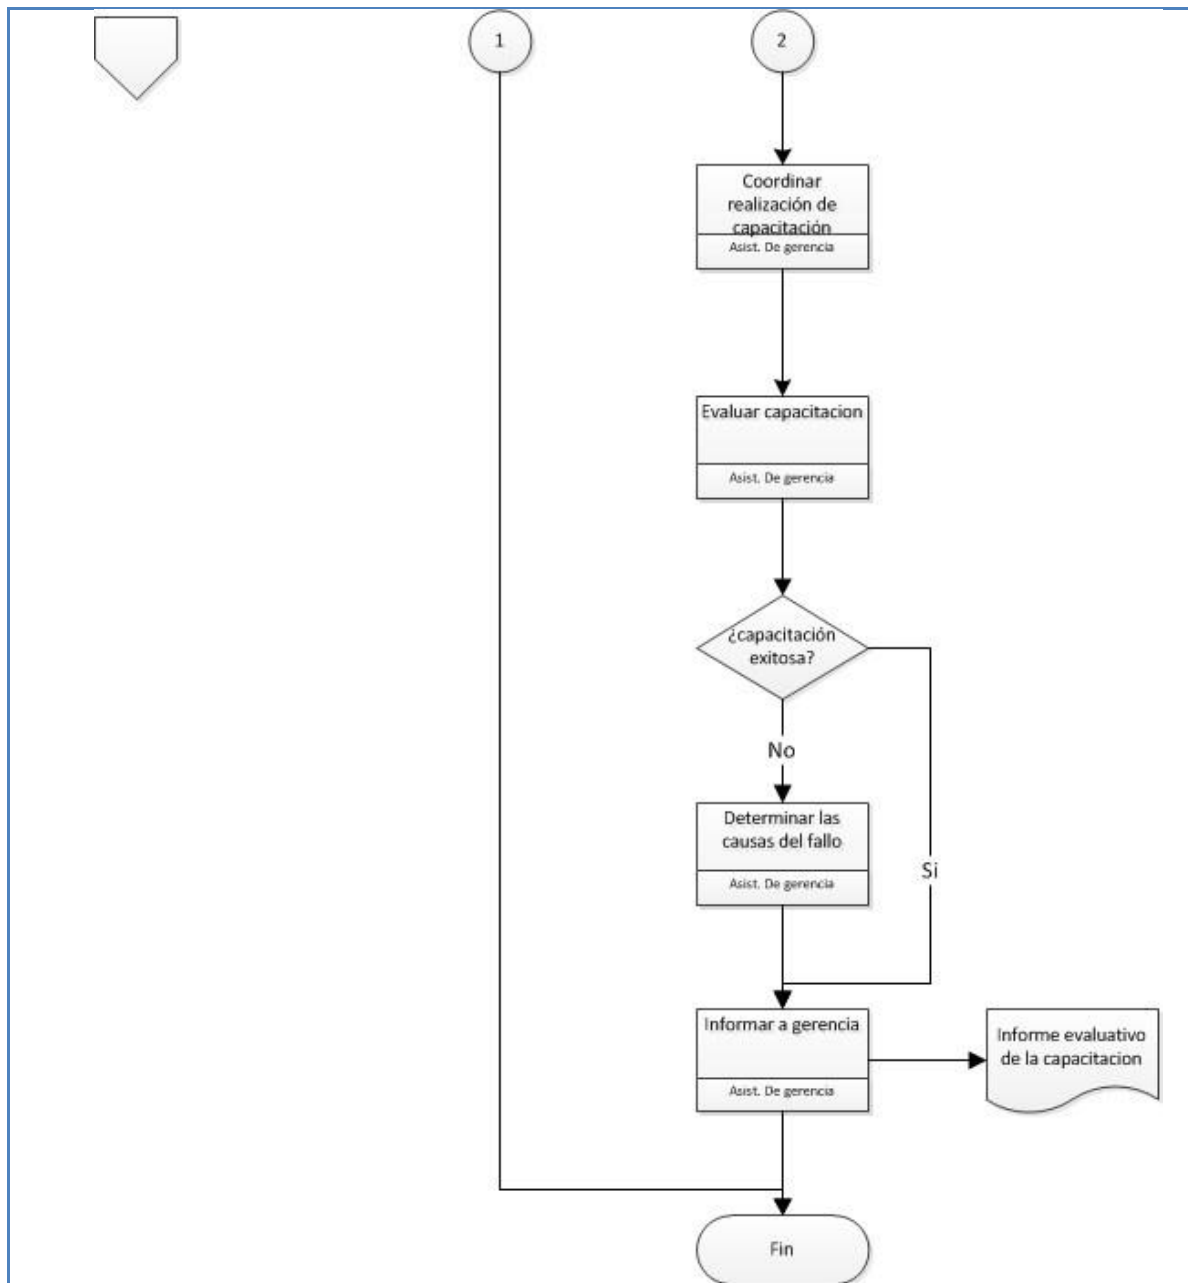 1
2
Coordinar
realización de
capacitación
Asist. De gerencia
Evaluar capacitacion
Asist. De gerencia
¿capacitación
exitosa?
No
Determinar las
causas del fallo
Asist. De gerencia
Si
Informar a gerencia
Asist. De gerencia
Informe evaluativo
de la capacitacion
Fin